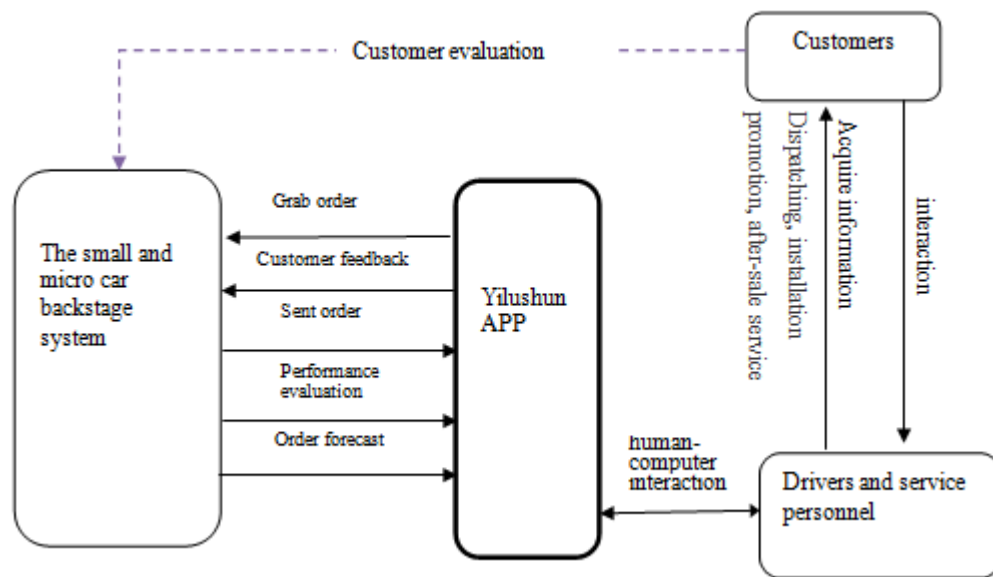 Customer evaluation
Customers
Grab order
Customer feedback
Sent order
Performance
evaluation
Order forecast
The small and
micro car
backstage
system
Yilushun
APP
interaction
Acquire information
Dispatching, installation
promotion, after-sale service
human-
computer
interaction
Drivers and service
personnel